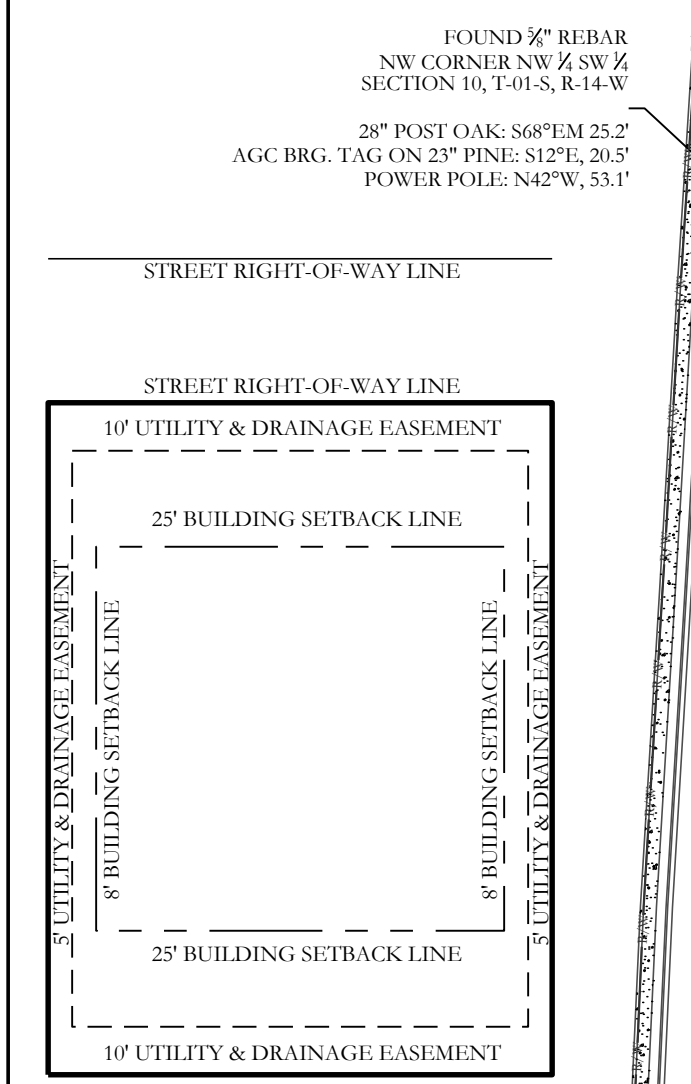 FOUND ⅝" REBAR
NW CORNER NW ¼ SW ¼
SECTION 10, T-01-S, R-14-W
28" POST OAK: S68°EM 25.2'
AGC BRG. TAG ON 23" PINE: S12°E, 20.5'
POWER POLE: N42°W, 53.1'
STREET RIGHT-OF-WAY LINE
STREET RIGHT-OF-WAY LINE
10' UTILITY & DRAINAGE EASEMENT
25' BUILDING SETBACK LINE
5' UTILITY & DRAINAGE EASEMENT
8' BUILDING SETBACK LINE
8' BUILDING SETBACK LINE
5' UTILITY & DRAINAGE EASEMENT
25' BUILDING SETBACK LINE
10' UTILITY & DRAINAGE EASEMENT